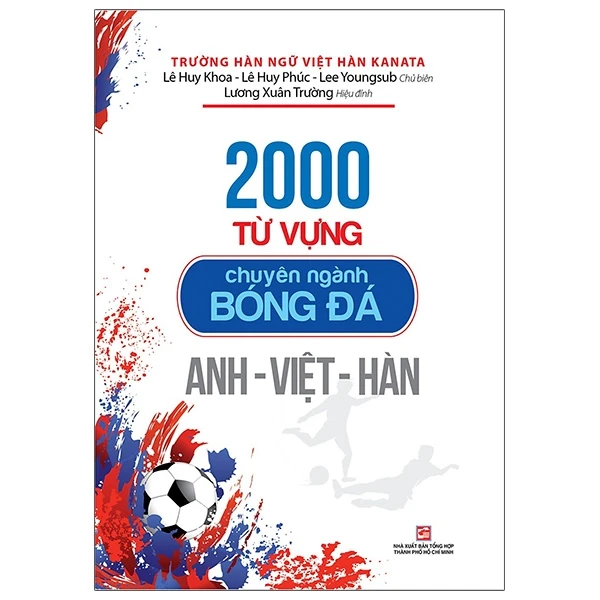 TRƯỜNG HÀN NGỮ VIỆT HÀN KANATA
Lê Huy Khoa - Lê Huy Phúc - Lee Youngsub Chủ biên
Lương Xuân Trường Hiệu đính
2000
TỪ VỰNG
chuyên ngành
BÓNG ĐÁ
ANH - VIỆT - HÀN
NHÀ XUẤT BẢN TỔNG HỢP
THÀNH PHỐ HỒ CHÍ MINH